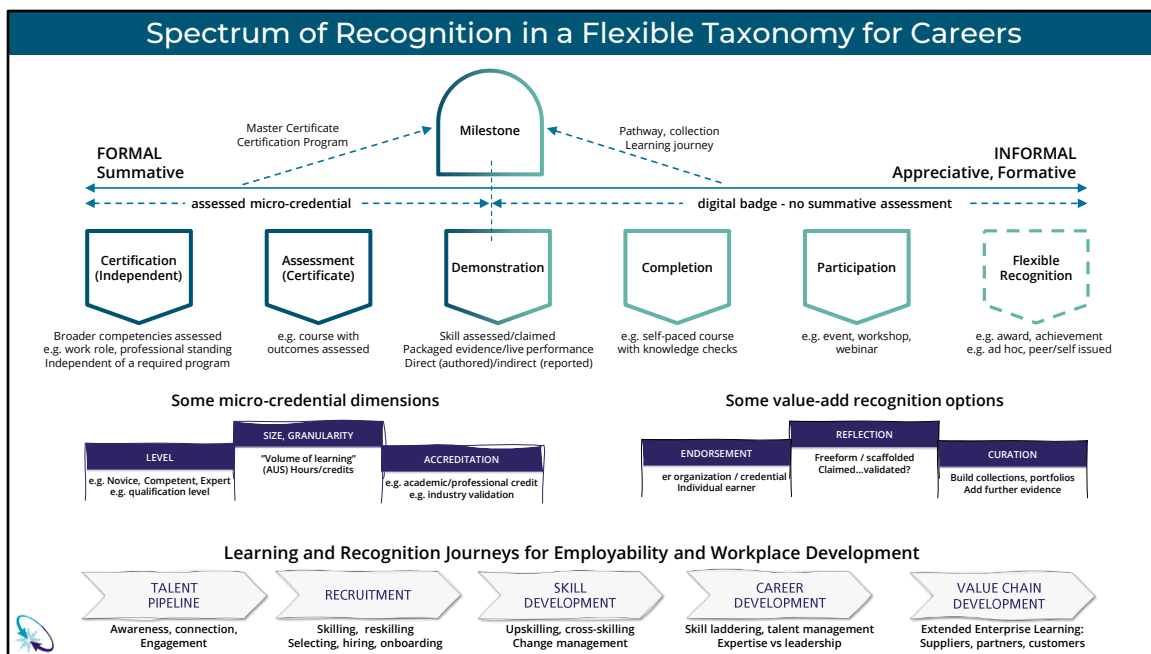 Spectrum of Recognition in a Flexible Taxonomy for Careers
Milestone
Master Certificate
Certification Program
Pathway, collection
Learning journey
FORMAL
Summative
INFORMAL
Appreciative, Formative
assessed micro-credential
digital badge - no summative assessment
Certification
(Independent)
Broader competencies assessed
e.g. work role, professional standing
Independent of a required program
Assessment
(Certificate)
e.g. course with
outcomes assessed
Demonstration
Skill assessed/claimed
Packaged evidence/live performance
Direct (authored)/indirect (reported)
Completion
e.g. self-paced course
with knowledge checks
Participation
e.g. event, workshop,
webinar
Flexible
Recognition
e.g. award, achievement
e.g. ad hoc, peer/self issued
Some micro-credential dimensions
LEVEL
e.g. Novice, Competent, Expert
e.g. qualification level
SIZE, GRANULARITY
"Volume of learning"
(AUS) Hours/credits
ACCREDITATION
e.g. academic/professional credit
e.g. industry validation
Some value-add recognition options
ENDORSEMENT
er organization / credential
Individual earner
REFLECTION
Freeform / scaffolded
Claimed...validated?
CURATION
Build collections, portfolios
Add further evidence
Learning and Recognition Journeys for Employability and Workplace Development
TALENT
PIPELINE
Awareness, connection,
Engagement
RECRUITMENT
Skilling, reskilling
Selecting, hiring, onboarding
SKILL
DEVELOPMENT
Upskilling, cross-skilling
Change management
CAREER
DEVELOPMENT
Skill laddering, talent management
Expertise vs leadership
VALUE CHAIN
DEVELOPMENT
Extended Enterprise Learning:
Suppliers, partners, customers